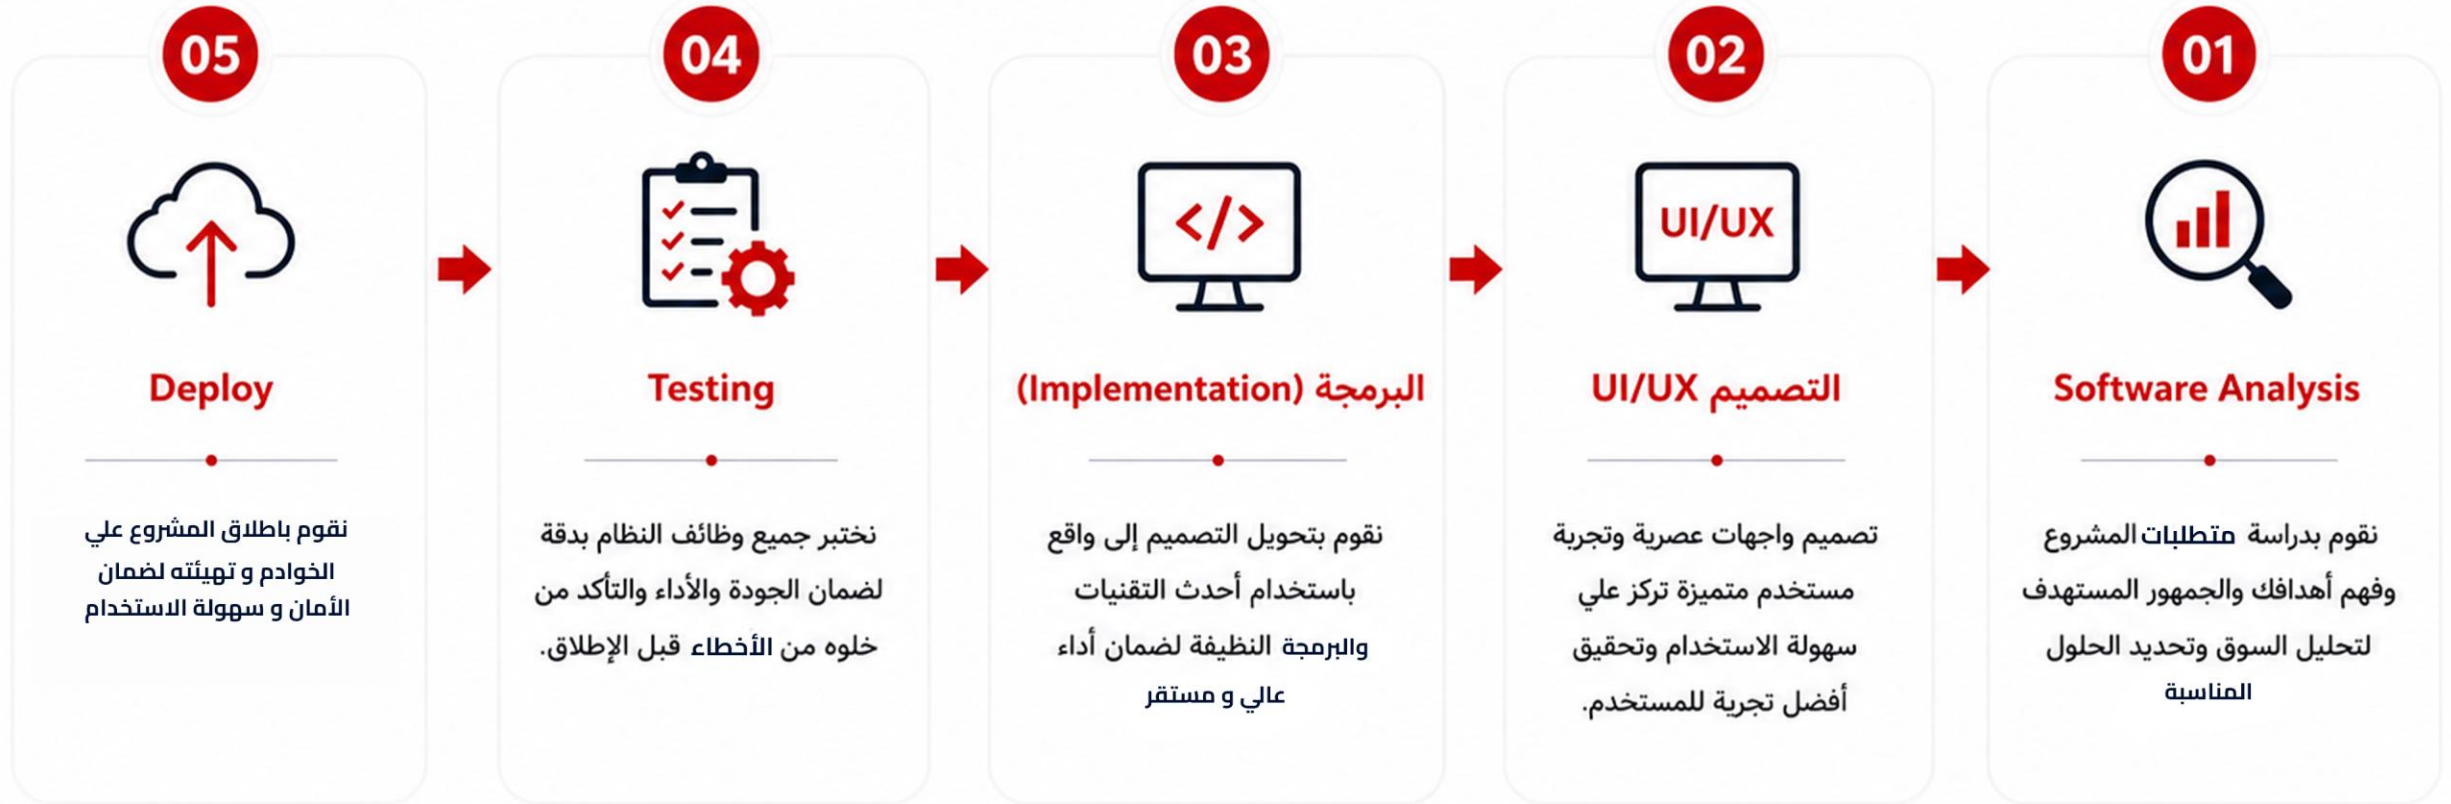 01
Software Analysis
نقوم بدراسة متطلبات المشروع
وفهم أهدافك والجمهور المستهدف
لتحليل السوق وتحديد الحلول
المناسبة
02
UI/UX
التصميم UI/UX
تصميم واجهات عصرية وتجربة
مستخدم متميزة تركز علي
سهولة الاستخدام وتحقيق
أفضل تجربة للمستخدم.
03
</>
البرمجة (Implementation)
نقوم بتحويل التصميم إلى واقع
باستخدام أحدث التقنيات
والبرمجة النظيفة لضمان أداء
عالي و مستقر
04
Testing
نختبر جميع وظائف النظام بدقة
لضمان الجودة والأداء والتأكد من
خلوه من الأخطاء قبل الإطلاق.
05
Deploy
نقوم باطلاق المشروع علي
الخوادم و تهيئته لضمان
الأمان و سهولة الاستخدام